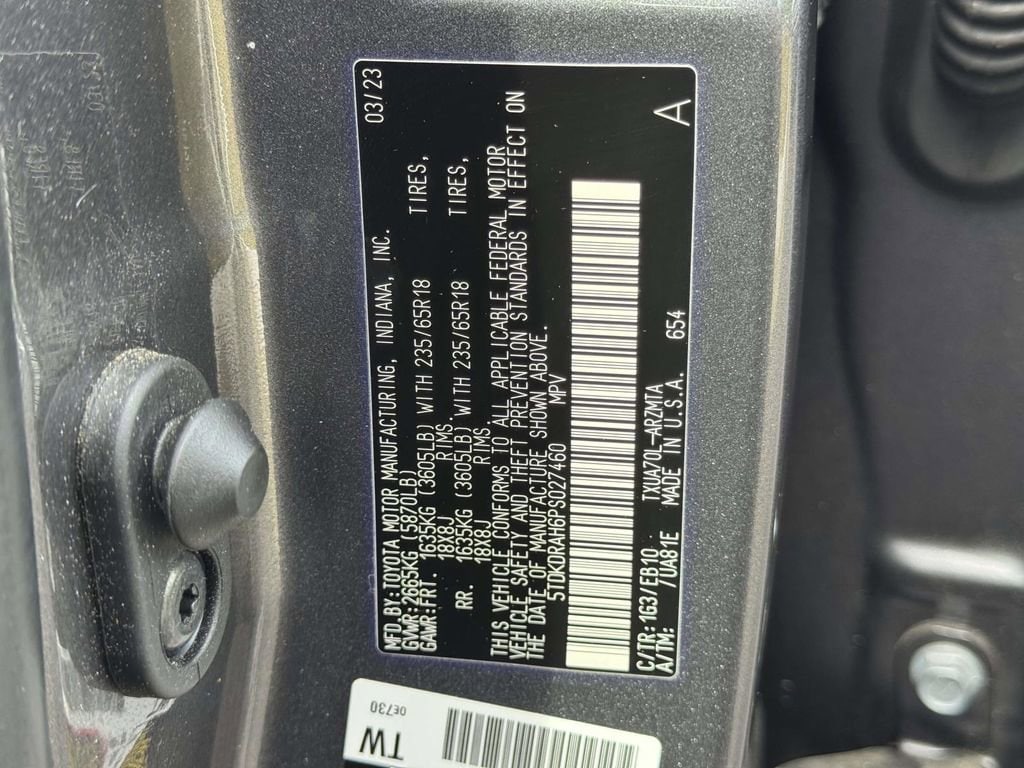 MFD.BY:TOYOTA MOTOR MANUFACTURING, INDIANA, INC. 03/23
GVWR:2665KG (5870LB)
GAWR:FRT. 1635KG (3605LB) WITH 235/65R18 TIRES,
18X8J RIMS.
RR. 1635KG (3605LB) WITH 235/65R18 TIRES,
18X8J RIMS.
THIS VEHICLE CONFORMS TO ALL APPLICABLE FEDERAL MOTOR
VEHICLE SAFETY AND THEFT PREVENTION STANDARDS IN EFFECT ON
THE DATE OF MANUFACTURE SHOWN ABOVE.
5TDKDRAH6PS027460 MPV
C/TR:1G3/EB10 TXUA70L-ARZMTA
A/TM: /UA81E MADE IN U.S.A. 654 A
0E730
TW